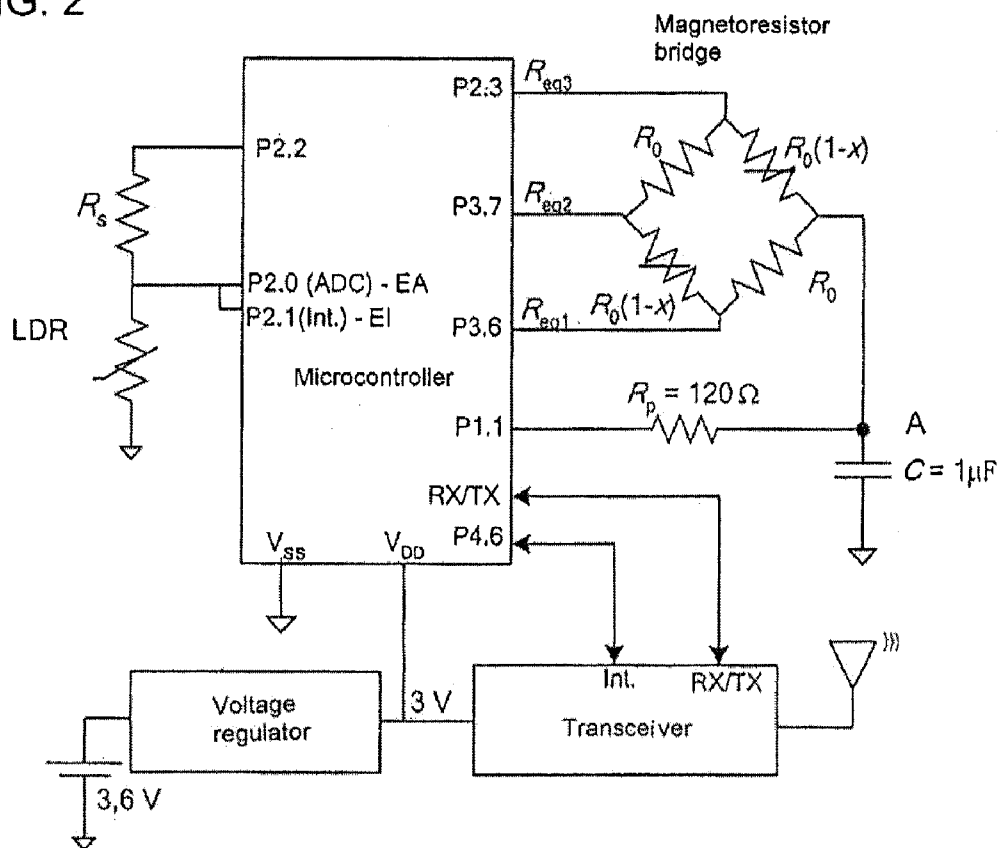 FIG. 2
Magnetoresistor
bridge
P2.3
R_eq3
P2.2
R_0
R_0(1-x)
R_s
P3.7
R_eq2
P2.0 (ADC) - EA
P2.1(Int.) - EI
R_0(1-x)
R_0
LDR
P3.6
R_eq1
Microcontroller
R_p = 120 Ω
P1.1
A
C = 1μF
RX/TX
P4.6
V_SS
V_DD
Int.
RX/TX
Voltage
regulator
3 V
Transceiver
3,6 V